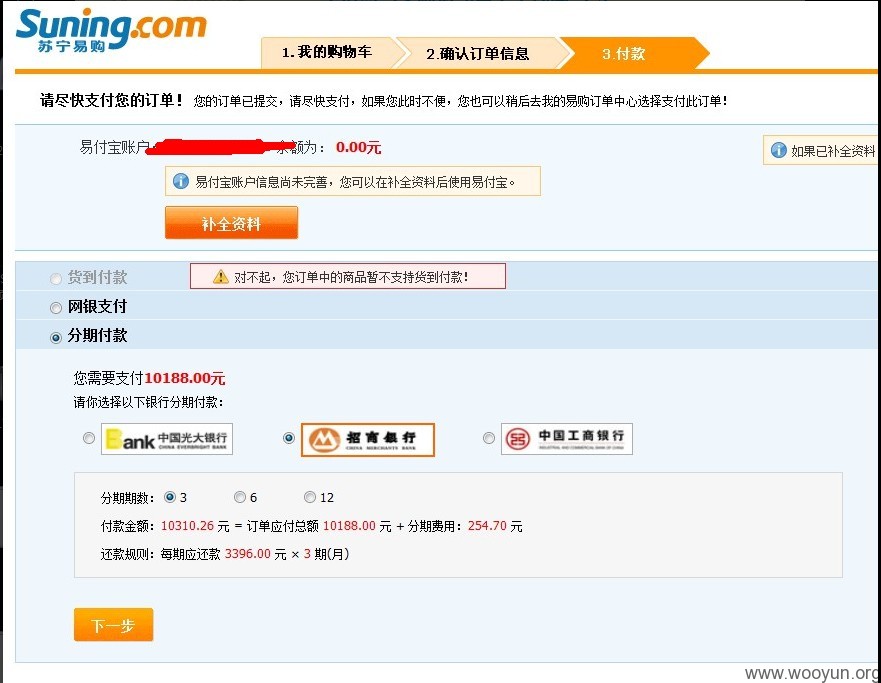 Suning.com
苏宁易购
1.我的购物车 2.确认订单信息 3.付款
请尽快支付您的订单！ 您的订单已提交，请尽快支付，如果您此时不便，您也可以稍后去我的易购订单中心选择支付此订单！
易付宝账户 余额为： 0.00元
如果已补全资料
易付宝账户信息尚未完善，您可以在补全资料后使用易付宝。
补全资料
货到付款 对不起，您订单中的商品暂不支持货到付款！
网银支付
分期付款
您需要支付10188.00元
请你选择以下银行分期付款：
Bank 中国光大银行 CHINA EVERBRIGHT BANK
招商银行 CHINA MERCHANTS BANK
中国工商银行 INDUSTRIAL AND COMMERCIAL BANK OF CHINA
分期期数： 3 6 12
付款金额：10310.26 元 = 订单应付总额 10188.00 元 + 分期费用：254.70 元
还款规则：每期应还款 3396.00 元 × 3 期(月)
下一步
www.wooyun.org